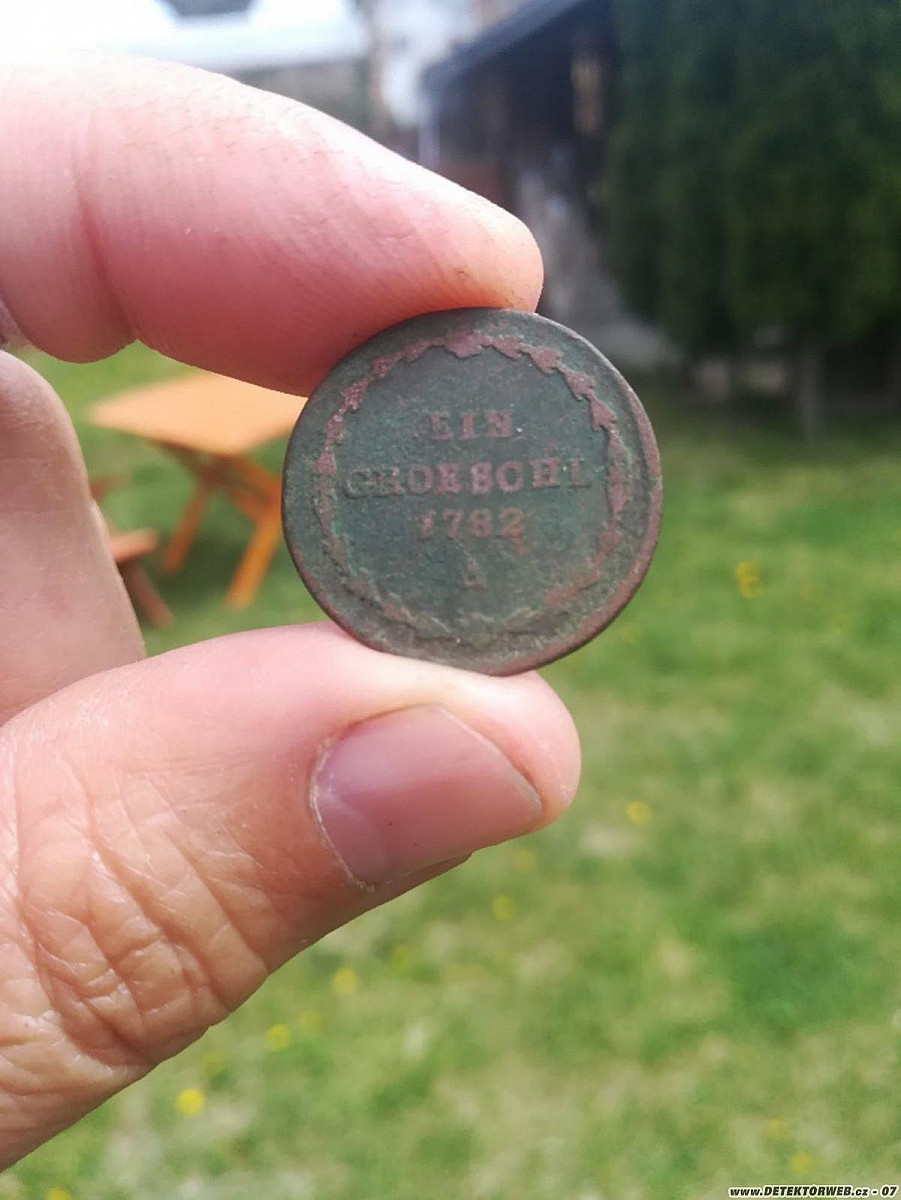 EIN
GROESCHL
1782
A
www.DETEKTORWEB.cz - 07